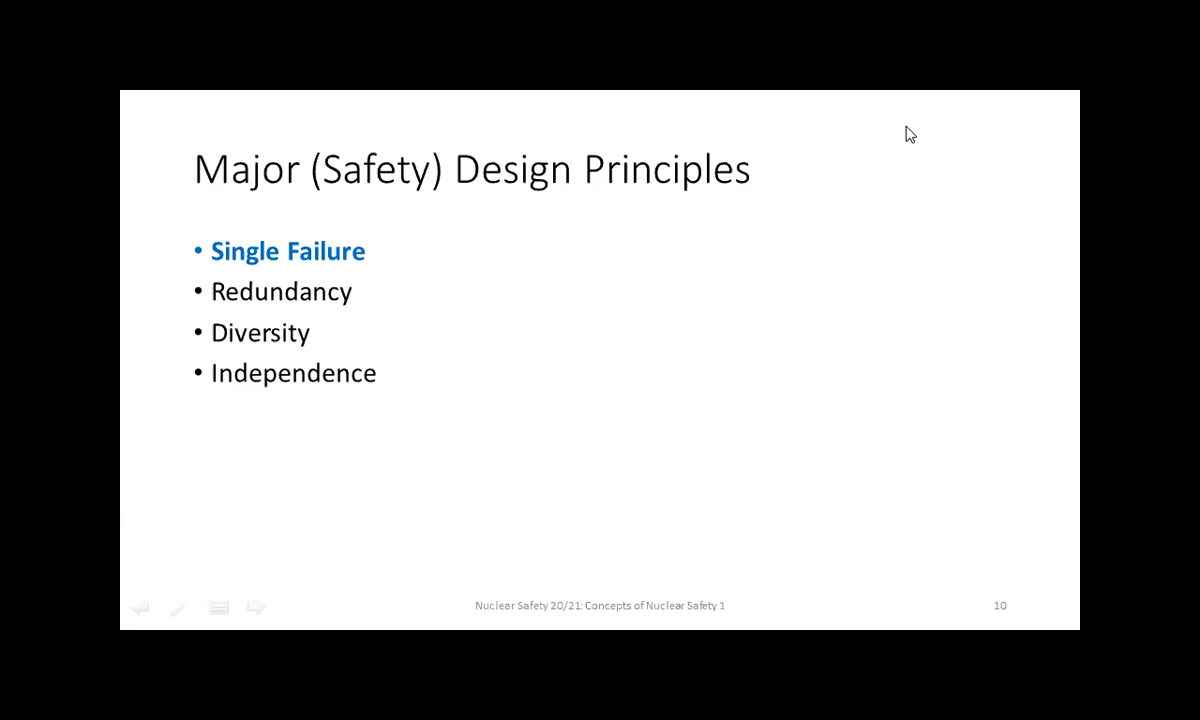 Major (Safety) Design Principles
• Single Failure
• Redundancy
• Diversity
• Independence
Nuclear Safety 20/21: Concepts of Nuclear Safety 1
10